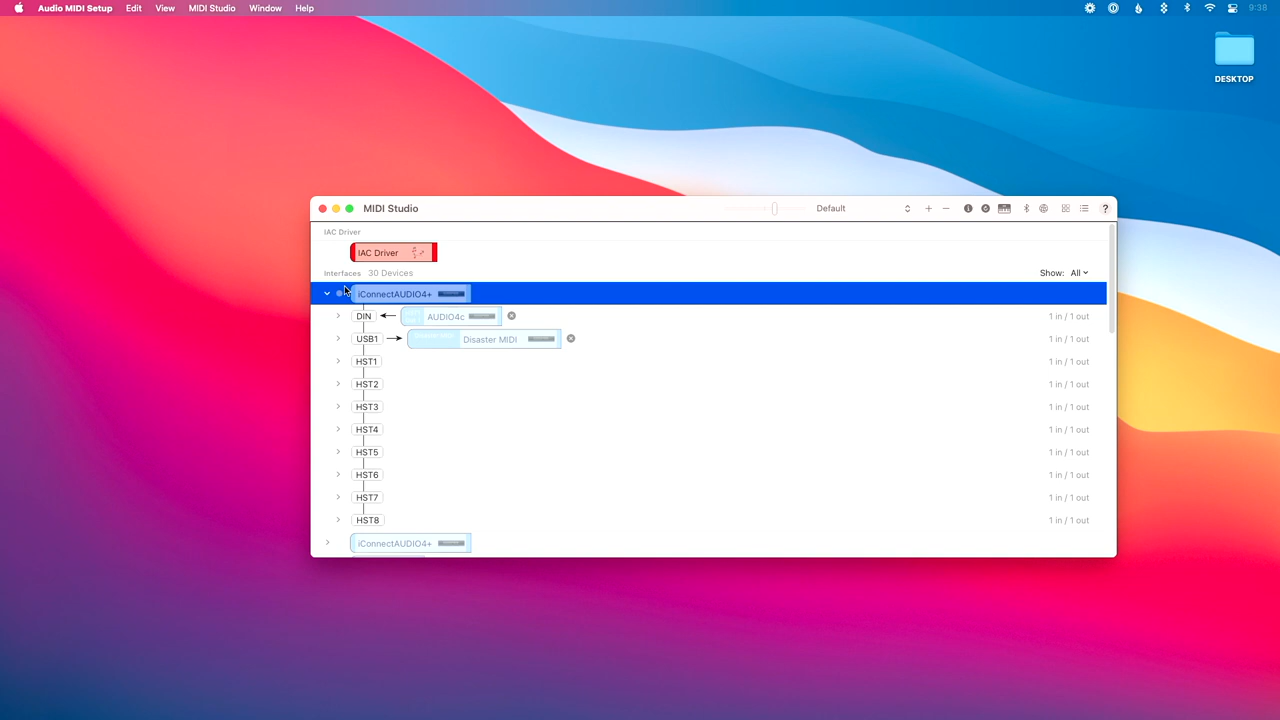 Audio MIDI Setup Edit View MIDI Studio Window Help 9:38
DESKTOP
MIDI Studio Default ?
IAC Driver
IAC Driver
Interfaces 30 Devices Show: All
iConnectAUDIO4+
DIN AUDIO4c 1 in / 1 out
USB1 Disaster MIDI 1 in / 1 out
HST1 1 in / 1 out
HST2 1 in / 1 out
HST3 1 in / 1 out
HST4 1 in / 1 out
HST5 1 in / 1 out
HST6 1 in / 1 out
HST7 1 in / 1 out
HST8 1 in / 1 out
iConnectAUDIO4+